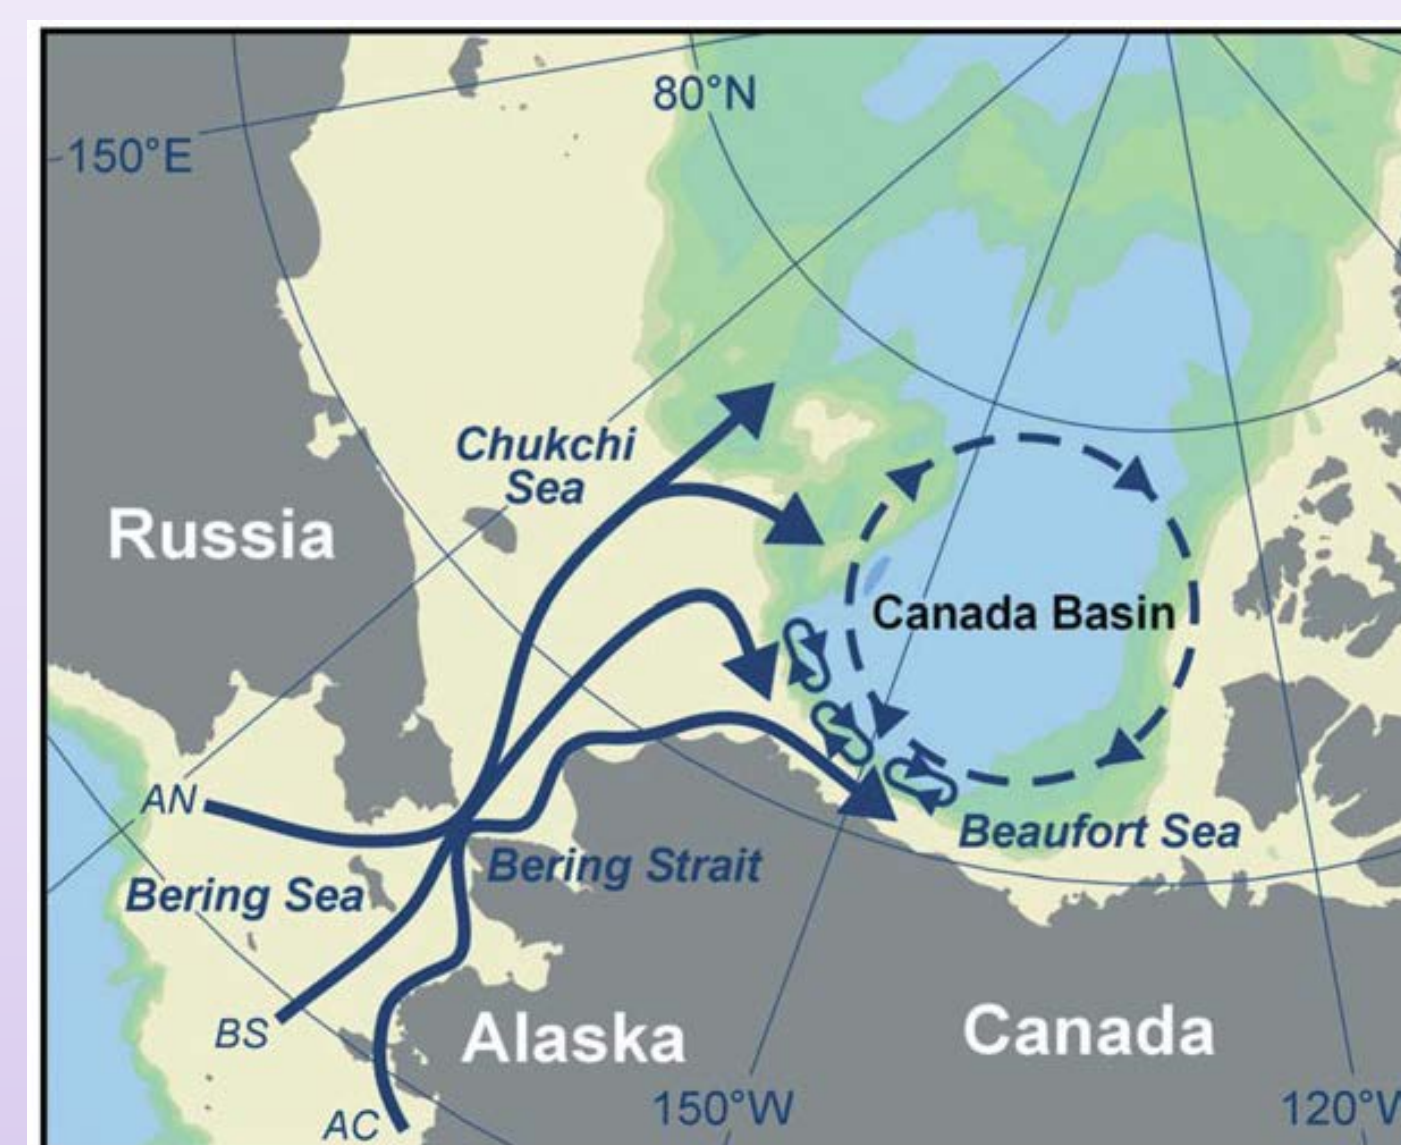 80°N
150°E
Chukchi
Sea
Russia
Canada Basin
AN
Beaufort Sea
Bering Strait
Bering Sea
BS
Alaska
Canada
150°W
120°W
AC